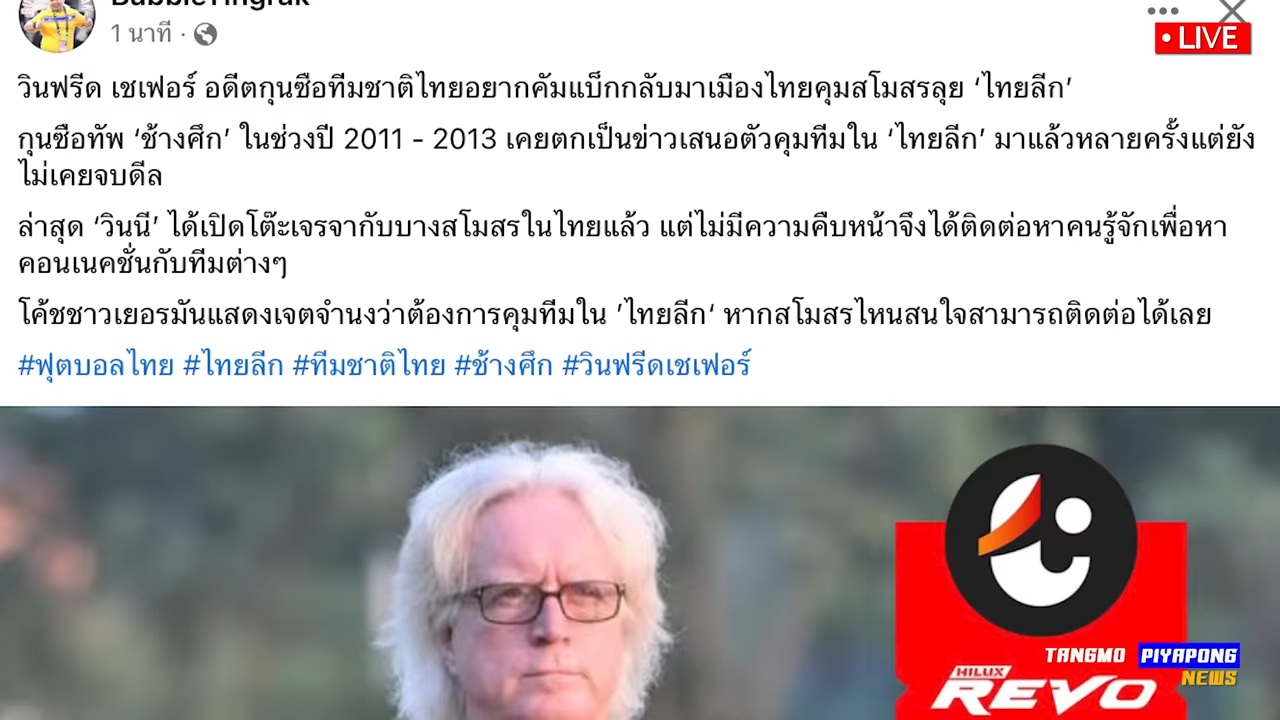 1 นาที ·
LIVE
วินฟรีด เชเฟอร์ อดีตกุนซือทีมชาติไทยอยากคัมแบ็กกลับมาเมืองไทยคุมสโมสรลุย ‘ไทยลีก’
กุนซือทัพ ‘ช้างศึก’ ในช่วงปี 2011 - 2013 เคยตกเป็นข่าวเสนอตัวคุมทีมใน ‘ไทยลีก’ มาแล้วหลายครั้งแต่ยัง
ไม่เคยจบดีล
ล่าสุด ‘วินนี’ ได้เปิดโต๊ะเจรจากับบางสโมสรในไทยแล้ว แต่ไม่มีความคืบหน้าจึงได้ติดต่อหาคนรู้จักเพื่อหา
คอนเนคชั่นกับทีมต่างๆ
โค้ชชาวเยอรมันแสดงเจตจำนงว่าต้องการคุมทีมใน ’ไทยลีก‘ หากสโมสรไหนสนใจสามารถติดต่อได้เลย
#ฟุตบอลไทย #ไทยลีก #ทีมชาติไทย #ช้างศึก #วินฟรีดเชเฟอร์
TANGMO PIYAPONG
NEWS
HILUX
REVO